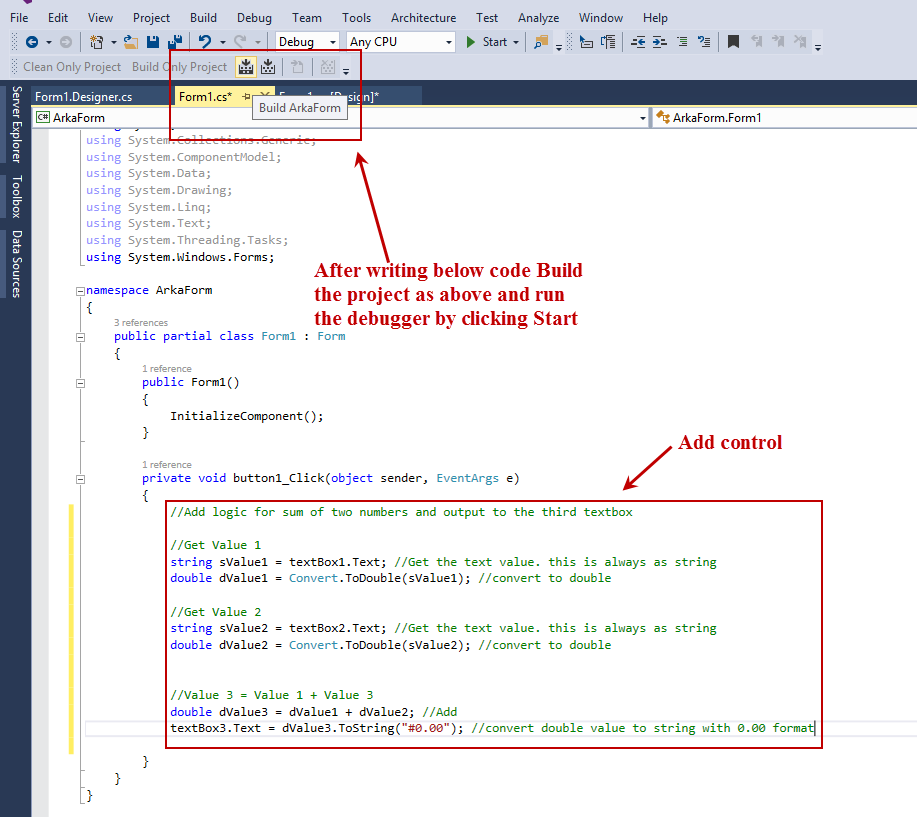 File Edit View Project Build Debug Team Tools Architecture Test Analyze Window Help
Debug Any CPU Start
Clean Only Project Build Only Project
Form1.Designer.cs Form1.cs* [Design]*
Build ArkaForm
C# ArkaForm ArkaForm.Form1
Server Explorer
Toolbox
Data Sources
using System.Collections.Generic;
using System.ComponentModel;
using System.Data;
using System.Drawing;
using System.Linq;
using System.Text;
using System.Threading.Tasks;
using System.Windows.Forms;
After writing below code Build
the project as above and run
the debugger by clicking Start
namespace ArkaForm
{
3 references
public partial class Form1 : Form
{
1 reference
public Form1()
{
InitializeComponent();
}
Add control
1 reference
private void button1_Click(object sender, EventArgs e)
{
//Add logic for sum of two numbers and output to the third textbox
//Get Value 1
string sValue1 = textBox1.Text; //Get the text value. this is always as string
double dValue1 = Convert.ToDouble(sValue1); //convert to double
//Get Value 2
string sValue2 = textBox2.Text; //Get the text value. this is always as string
double dValue2 = Convert.ToDouble(sValue2); //convert to double
//Value 3 = Value 1 + Value 3
double dValue3 = dValue1 + dValue2; //Add
textBox3.Text = dValue3.ToString("#0.00"); //convert double value to string with 0.00 format
}
}
}